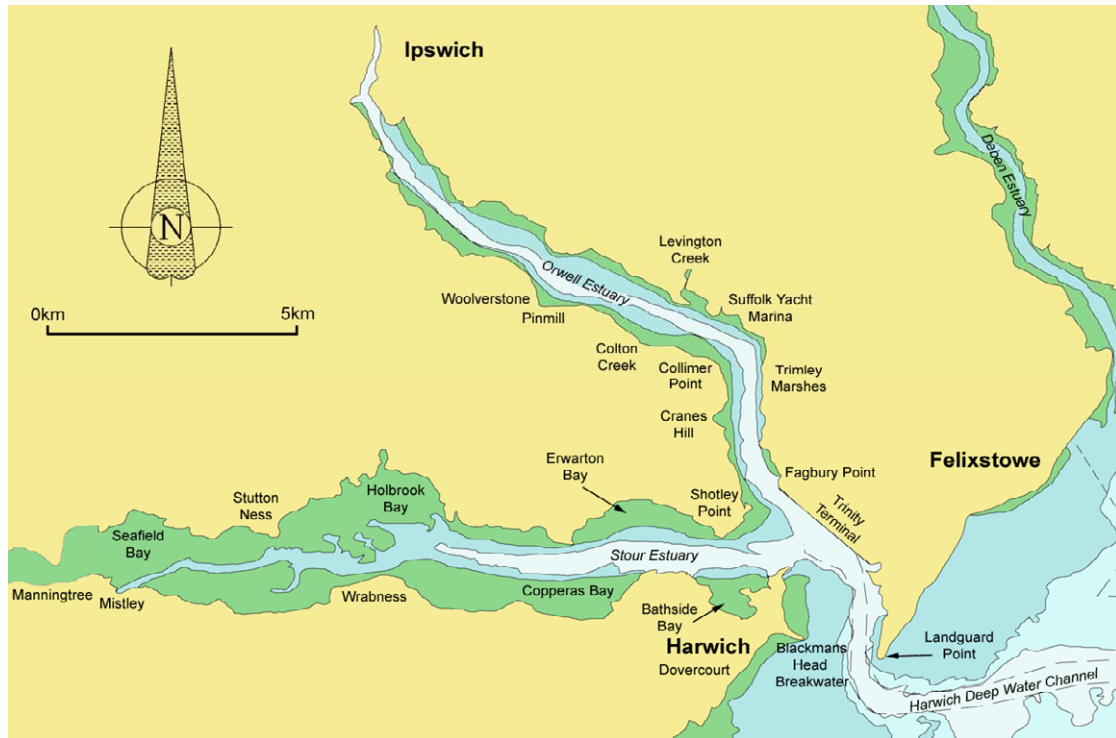 Ipswich
N
0km
5km
Deben Estuary
Levington
Creek
Orwell Estuary
Suffolk Yacht
Marina
Woolverstone
Pinmill
Colton
Creek
Collimer
Point
Trimley
Marshes
Cranes
Hill
Erwarton
Bay
Fagbury Point
Felixstowe
Holbrook
Bay
Shotley
Point
Trinity
Terminal
Stutton
Ness
Seafield
Bay
Stour Estuary
Manningtree
Mistley
Wrabness
Copperas Bay
Bathside
Bay
Harwich
Dovercourt
Blackmans
Head
Breakwater
Landguard
Point
Harwich Deep Water Channel